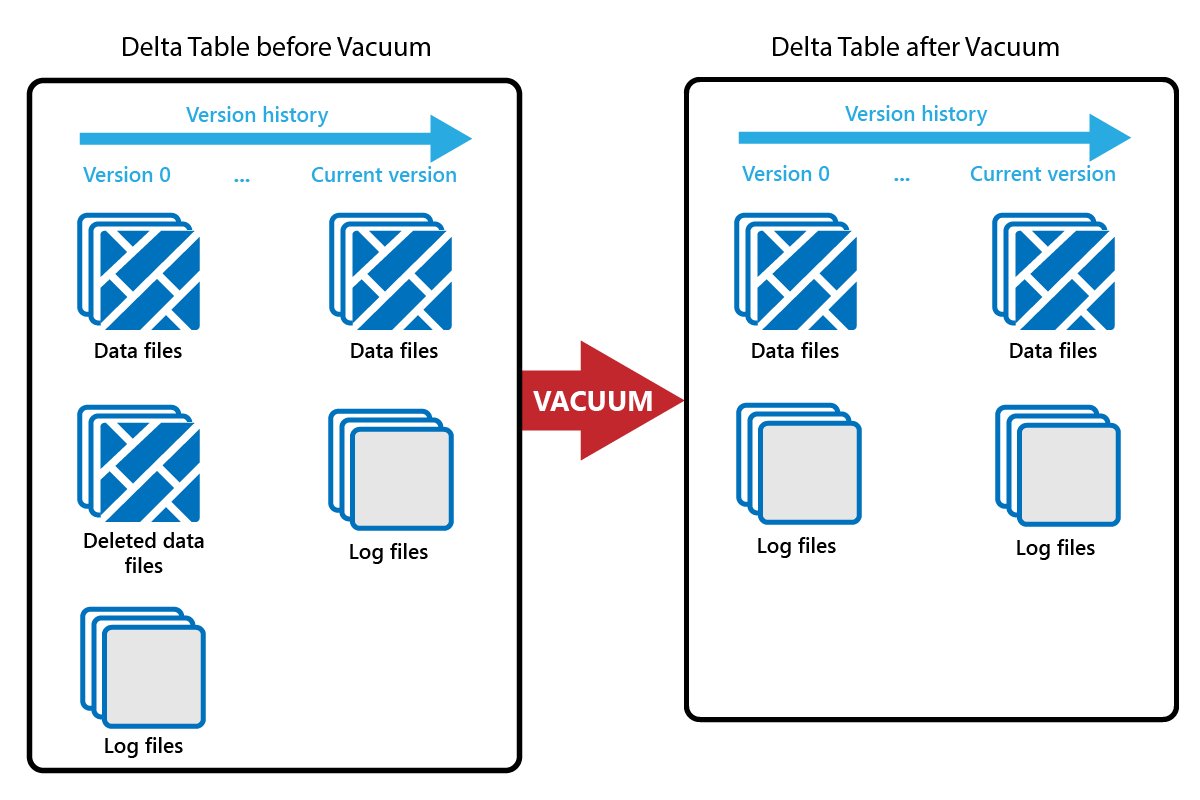 Delta Table before Vacuum
Version history
Version 0
...
Current version
Data files
Data files
Deleted data
files
Log files
Log files
VACUUM
Delta Table after Vacuum
Version history
Version 0
...
Current version
Data files
Data files
Log files
Log files